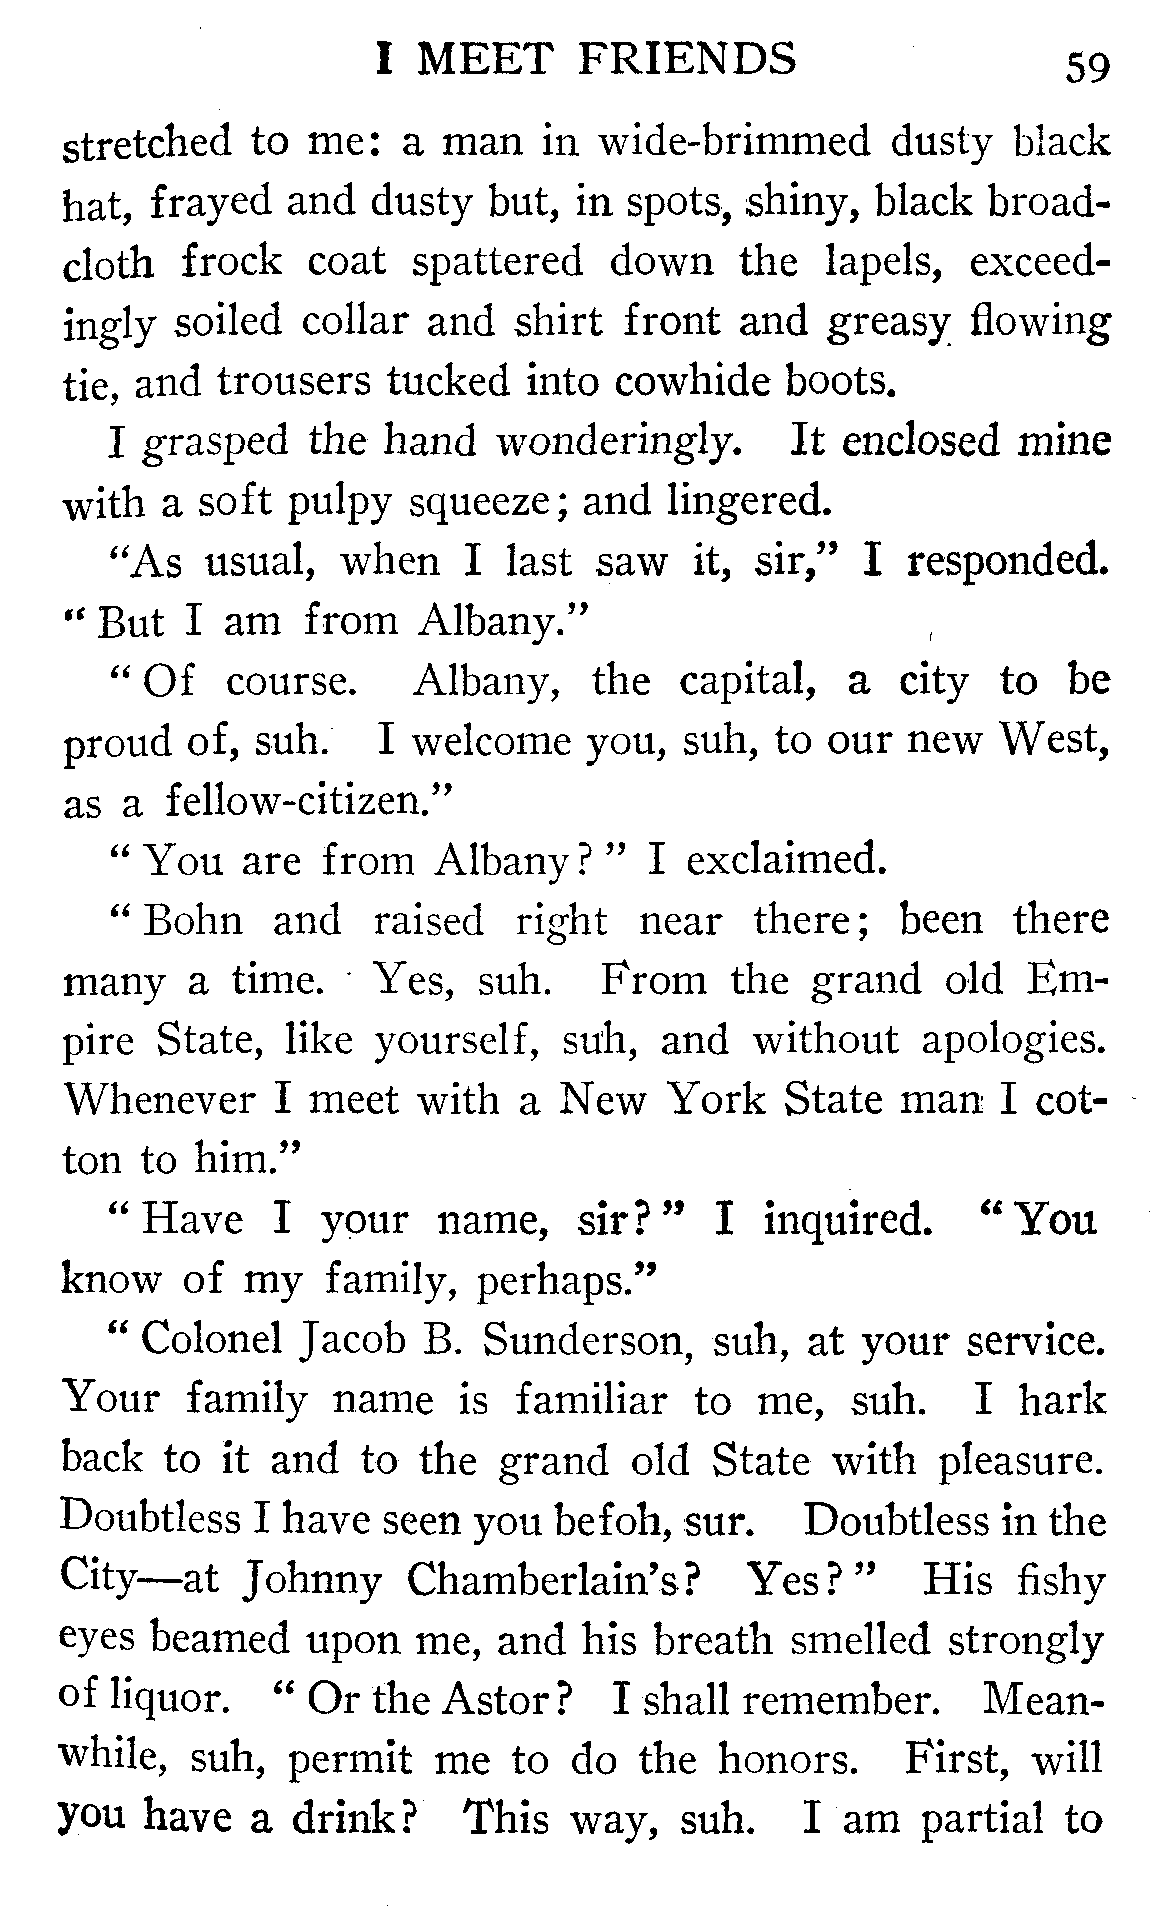 I MEET FRIENDS 59
stretched to me: a man in wide-brimmed dusty black
hat, frayed and dusty but, in spots, shiny, black broad-
cloth frock coat spattered down the lapels, exceed-
ingly soiled collar and shirt front and greasy flowing
tie, and trousers tucked into cowhide boots.
I grasped the hand wonderingly. It enclosed mine
with a soft pulpy squeeze; and lingered.
“As usual, when I last saw it, sir,” I responded.
“But I am from Albany.”
“Of course. Albany, the capital, a city to be
proud of, suh. I welcome you, suh, to our new West,
as a fellow-citizen.”
“You are from Albany?” I exclaimed.
“Bohn and raised right near there; been there
many a time. Yes, suh. From the grand old Em-
pire State, like yourself, suh, and without apologies.
Whenever I meet with a New York State man I cot-
ton to him.”
“Have I your name, sir?” I inquired. “You
know of my family, perhaps.”
“Colonel Jacob B. Sunderson, suh, at your service.
Your family name is familiar to me, suh. I hark
back to it and to the grand old State with pleasure.
Doubtless I have seen you befoh, sur. Doubtless in the
City—at Johnny Chamberlain's? Yes?” His fishy
eyes beamed upon me, and his breath smelled strongly
of liquor. “Or the Astor? I shall remember. Mean-
while, suh, permit me to do the honors. First, will
you have a drink? This way, suh. I am partial to